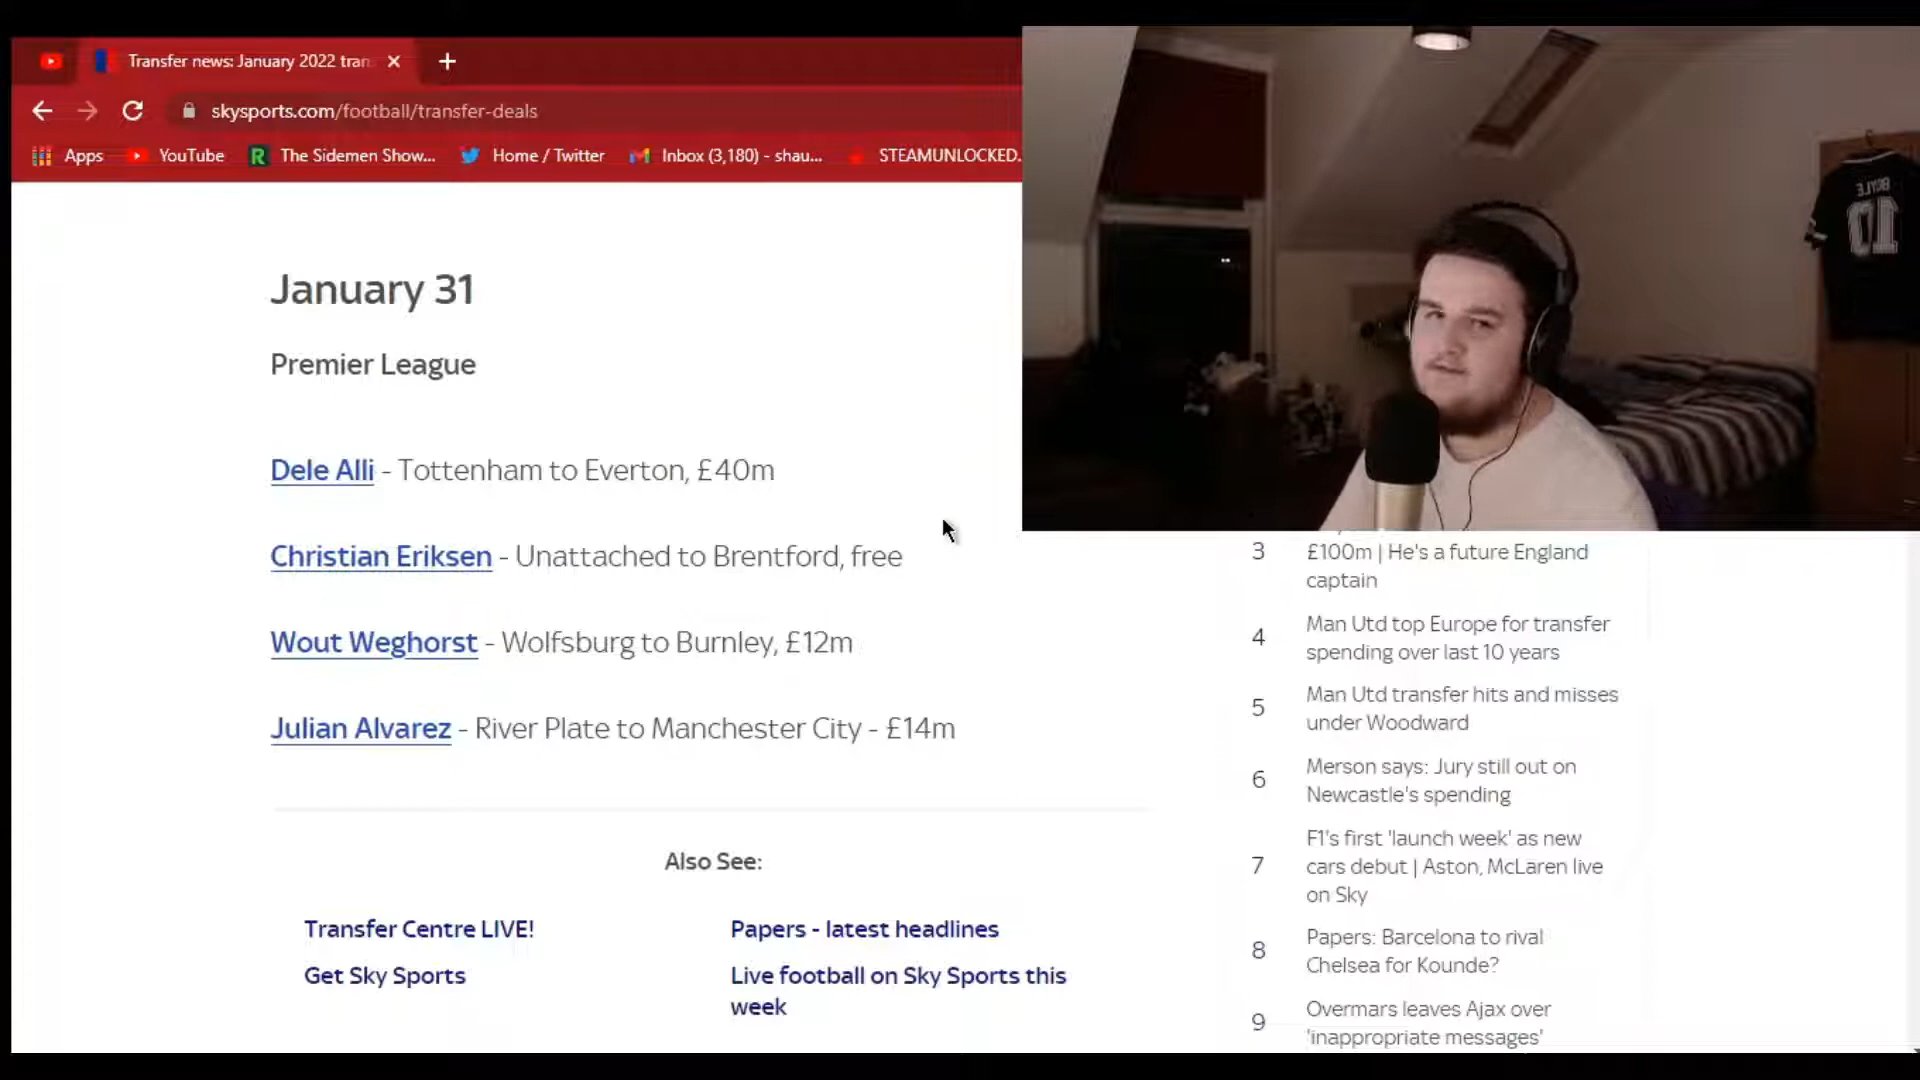 Transfer news: January 2022 tran
skysports.com/football/transfer-deals
Apps
YouTube
The Sidemen Show...
Home / Twitter
Inbox (3,180) - shau...
STEAMUNLOCKED.
BOYLE
10
January 31
Premier League
Dele Alli - Tottenham to Everton, £40m
Christian Eriksen - Unattached to Brentford, free
Wout Weghorst - Wolfsburg to Burnley, £12m
Julian Alvarez - River Plate to Manchester City - £14m
Also See:
Transfer Centre LIVE!
Papers - latest headlines
Get Sky Sports
Live football on Sky Sports this
week
3
£100m | He's a future England
captain
4
Man Utd top Europe for transfer
spending over last 10 years
5
Man Utd transfer hits and misses
under Woodward
6
Merson says: Jury still out on
Newcastle's spending
7
F1's first 'launch week' as new
cars debut | Aston, McLaren live
on Sky
8
Papers: Barcelona to rival
Chelsea for Kounde?
9
Overmars leaves Ajax over
'inappropriate messages'